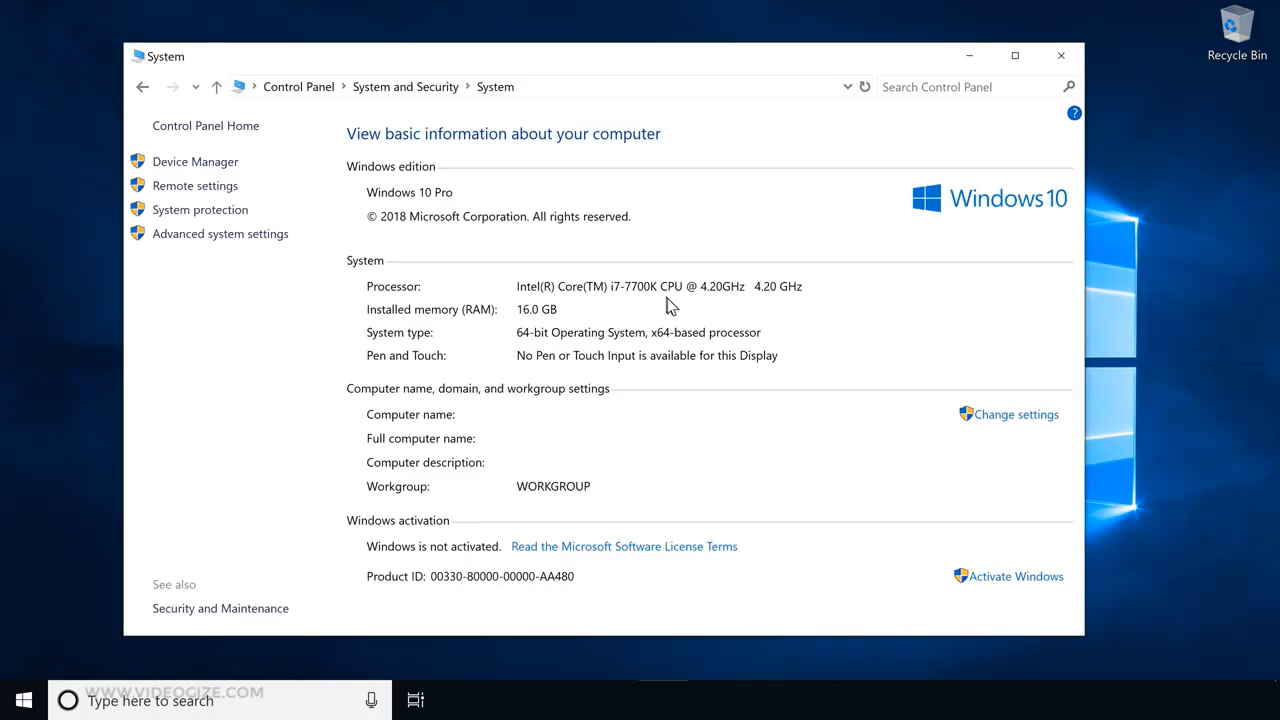 Recycle Bin
System
Control Panel > System and Security > System
Search Control Panel
?
Control Panel Home
Device Manager
Remote settings
System protection
Advanced system settings
View basic information about your computer
Windows edition
Windows 10 Pro
© 2018 Microsoft Corporation. All rights reserved.
Windows 10
System
Processor: Intel(R) Core(TM) i7-7700K CPU @ 4.20GHz 4.20 GHz
Installed memory (RAM): 16.0 GB
System type: 64-bit Operating System, x64-based processor
Pen and Touch: No Pen or Touch Input is available for this Display
Computer name, domain, and workgroup settings
Computer name:
Change settings
Full computer name:
Computer description:
Workgroup: WORKGROUP
Windows activation
Windows is not activated. Read the Microsoft Software License Terms
Product ID: 00330-80000-00000-AA480
Activate Windows
See also
Security and Maintenance
WWW.VIDEOGIZE.COM
Type here to search